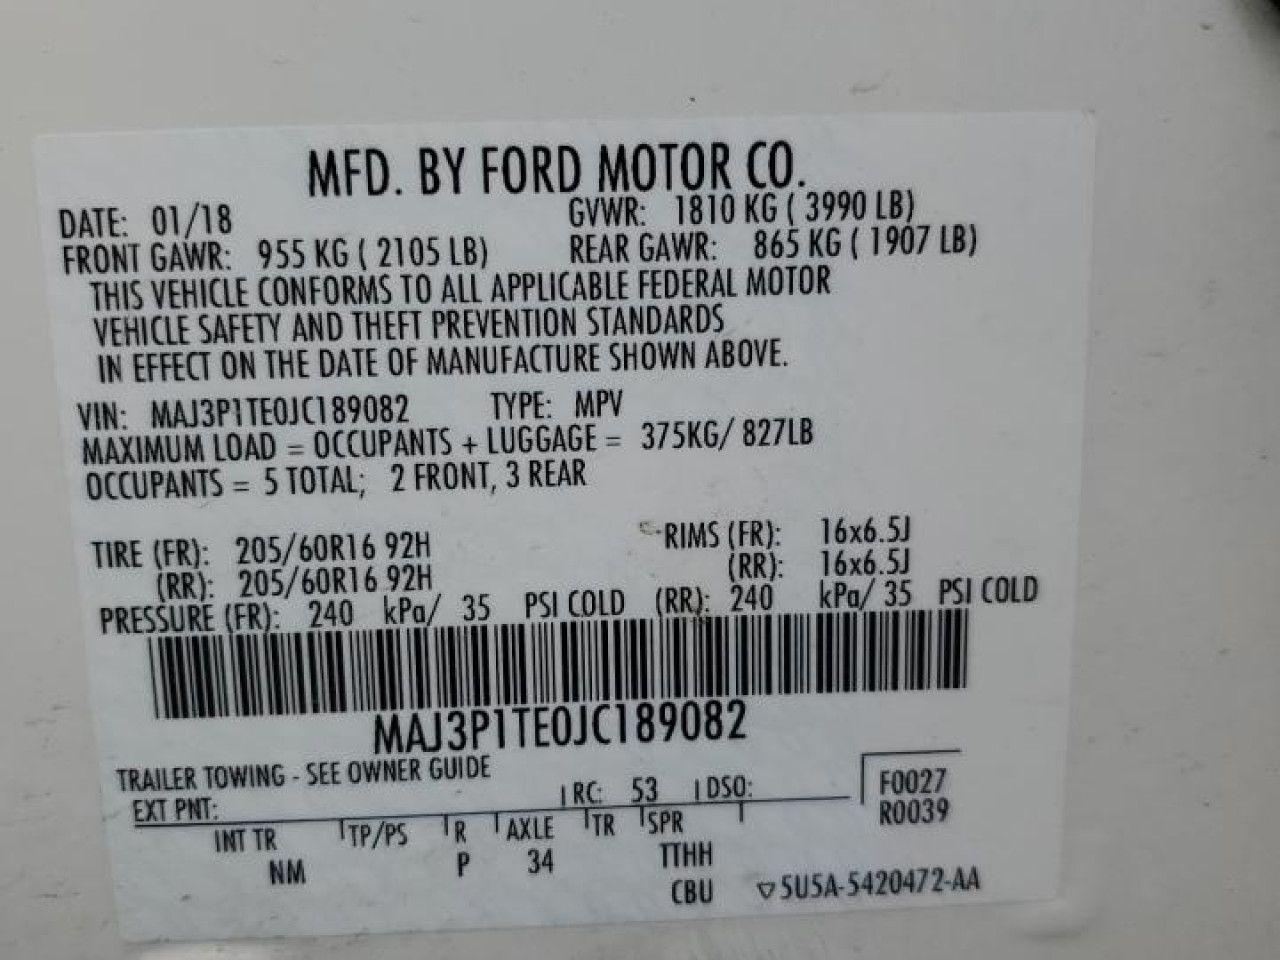 MFD. BY FORD MOTOR CO.
DATE: 01/18 GVWR: 1810 KG ( 3990 LB)
FRONT GAWR: 955 KG ( 2105 LB) REAR GAWR: 865 KG ( 1907 LB)
THIS VEHICLE CONFORMS TO ALL APPLICABLE FEDERAL MOTOR
VEHICLE SAFETY AND THEFT PREVENTION STANDARDS
IN EFFECT ON THE DATE OF MANUFACTURE SHOWN ABOVE.
VIN: MAJ3P1TE0JC189082 TYPE: MPV
MAXIMUM LOAD = OCCUPANTS + LUGGAGE = 375KG/ 827LB
OCCUPANTS = 5 TOTAL; 2 FRONT, 3 REAR
TIRE (FR): 205/60R16 92H RIMS (FR): 16x6.5J
(RR): 205/60R16 92H (RR): 16x6.5J
PRESSURE (FR): 240 kPa/ 35 PSI COLD (RR): 240 kPa/ 35 PSI COLD
MAJ3P1TE0JC189082
TRAILER TOWING - SEE OWNER GUIDE
EXT PNT: RC: 53 DSO: F0027
R0039
INT TR TP/PS R AXLE TR SPR
NM P 34 TTHH
CBU ▽5U5A-5420472-AA